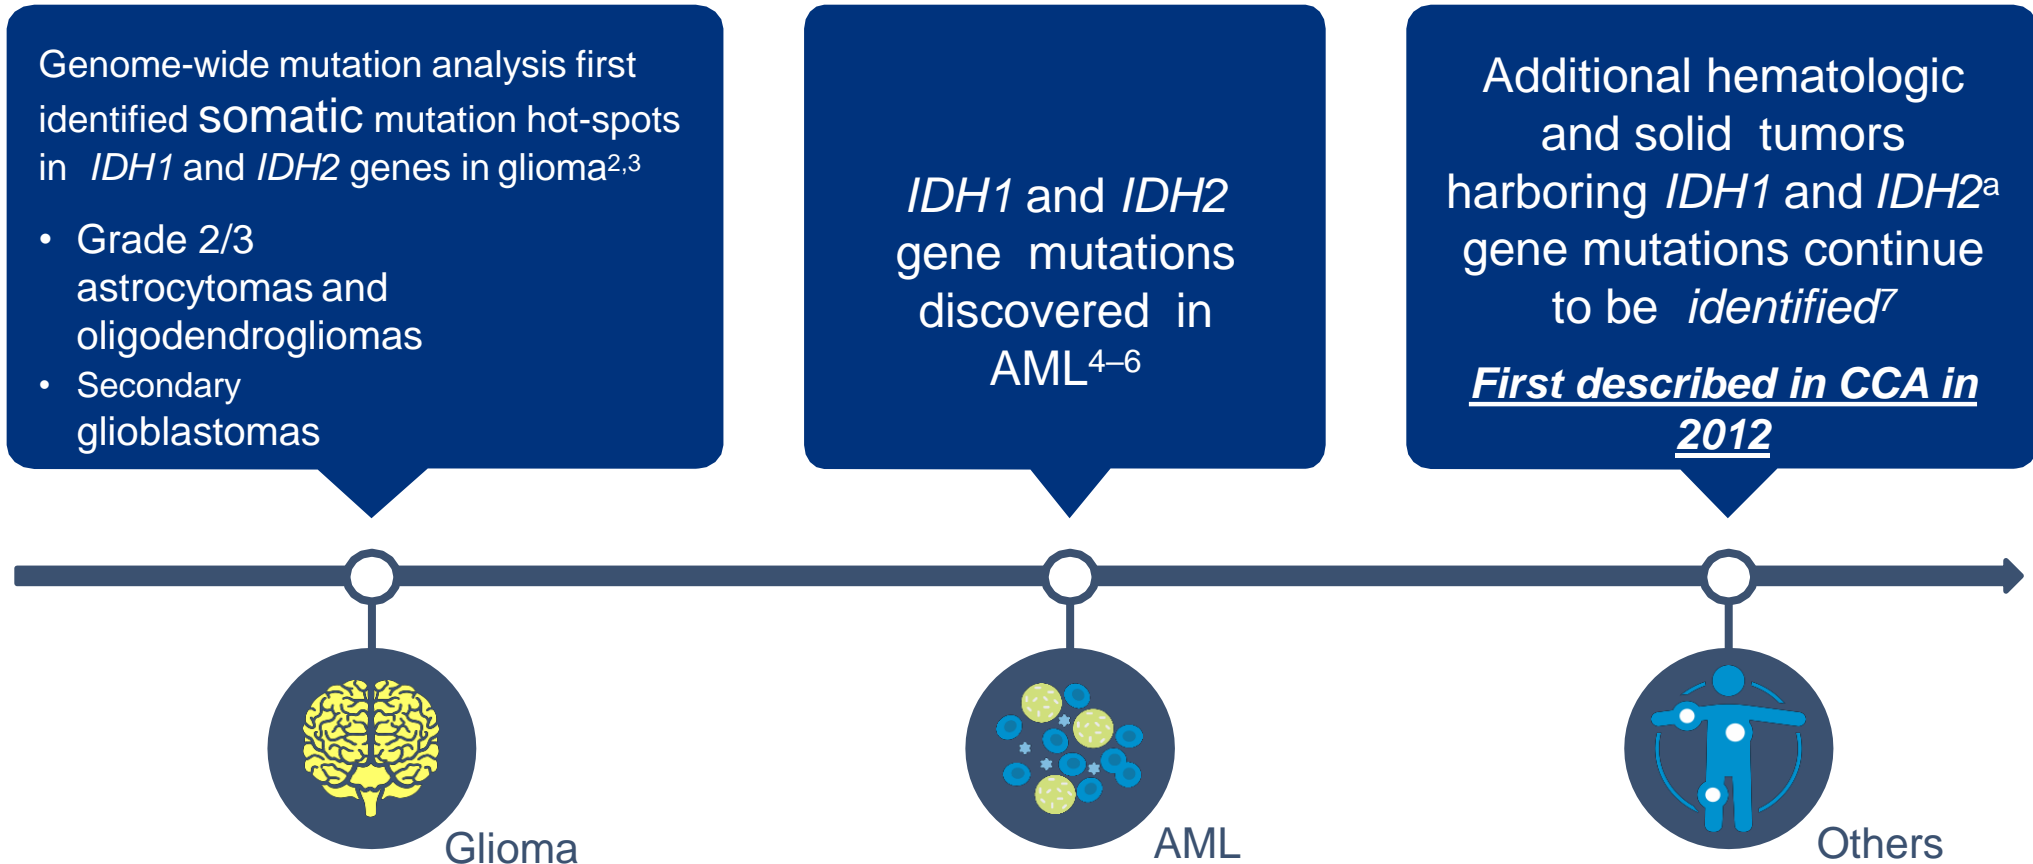 Genome-wide mutation analysis first
identified somatic mutation hot-spots
in IDH1 and IDH2 genes in glioma2,3
• Grade 2/3
astrocytomas and
oligodendrogliomas
• Secondary
glioblastomas
IDH1 and IDH2
gene mutations
discovered in
AML4–6
Additional hematologic
and solid tumors
harboring IDH1 and IDH2a
gene mutations continue
to be identified7
First described in CCA in
2012
Glioma
AML
Others